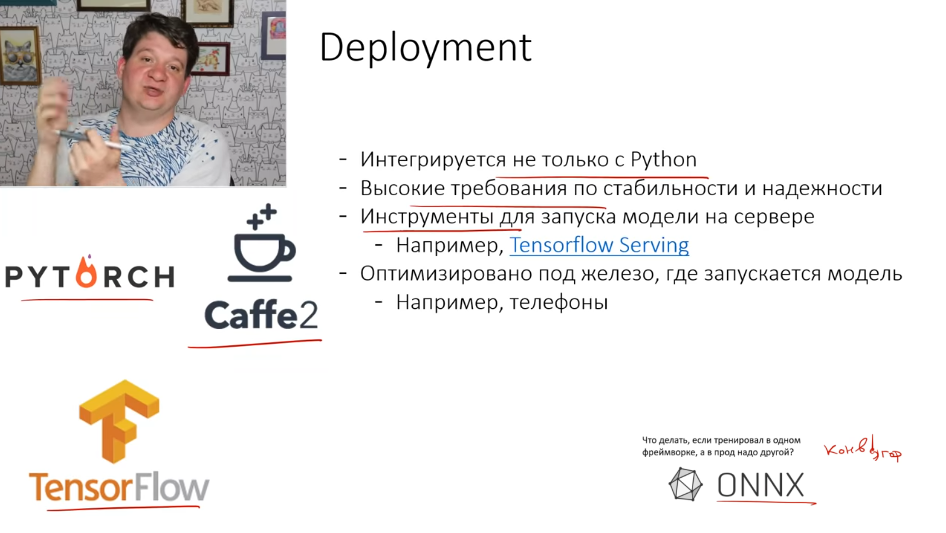 Deployment
- Интегрируется не только с Python
- Высокие требования по стабильности и надежности
- Инструменты для запуска модели на сервере
- Например, Tensorflow Serving
- Оптимизировано под железо, где запускается модель
- Например, телефоны
PYTORCH
Caffe2
TensorFlow
Что делать, если тренировал в одном
фреймворке, а в прод надо другой?
ONNX